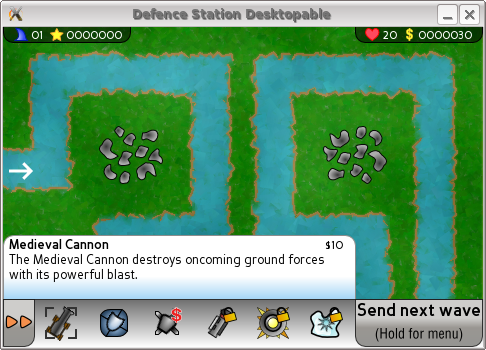 Defence Station Desktopable
01 0000000
20 $ 0000030
Medieval Cannon $10
The Medieval Cannon destroys oncoming ground forces
with its powerful blast.
$
Send next wave
(Hold for menu)